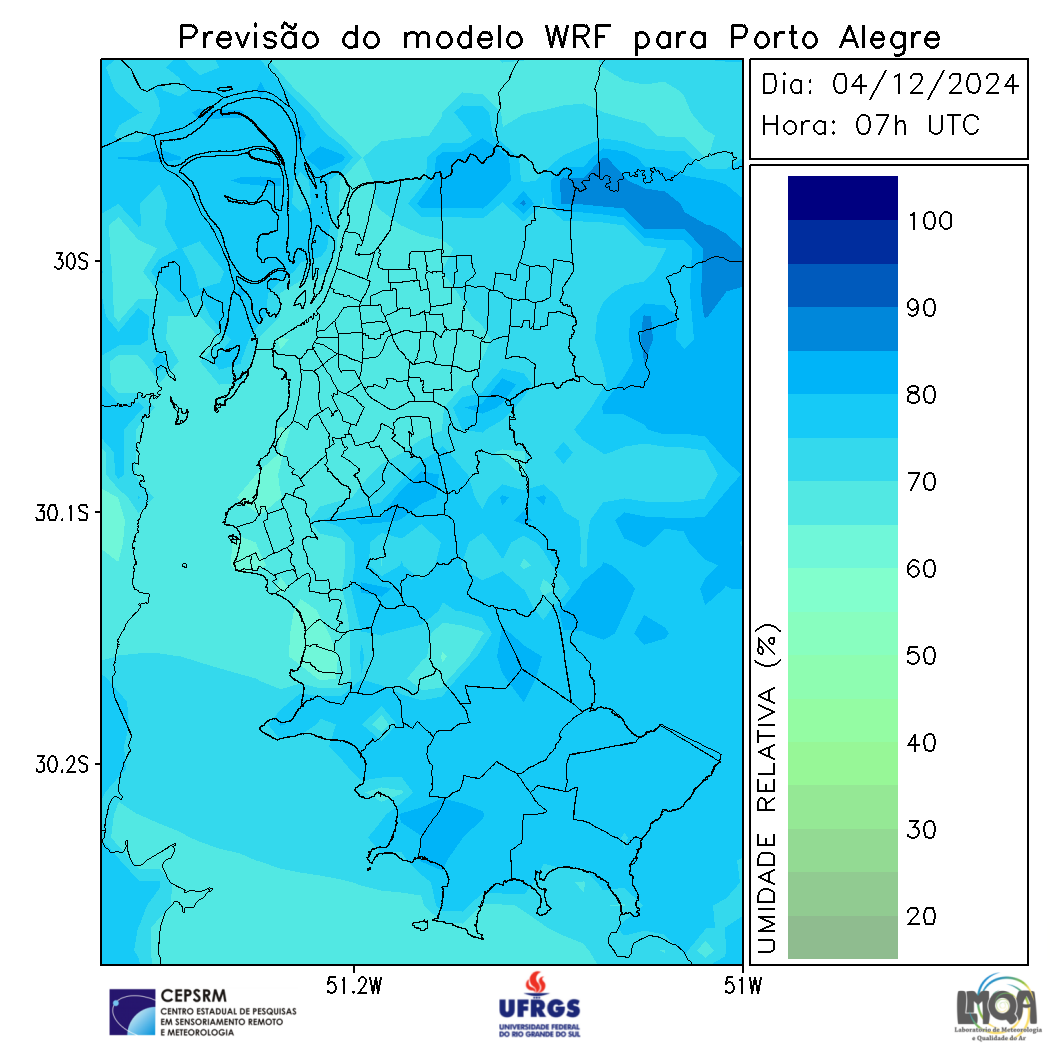 Previsão do modelo WRF para Porto Alegre
Dia: 04/12/2024
Hora: 07h UTC
30S
30.1S
30.2S
51.2W
51W
UMIDADE RELATIVA (%)
100
90
80
70
60
50
40
30
20
CEPSRM
CENTRO ESTADUAL DE PESQUISAS
EM SENSORIAMENTO REMOTO
E METEOROLOGIA
UFRGS
UNIVERSIDADE FEDERAL
DO RIO GRANDE DO SUL
LMQA
Laboratório de Meteorologia
e Qualidade do Ar